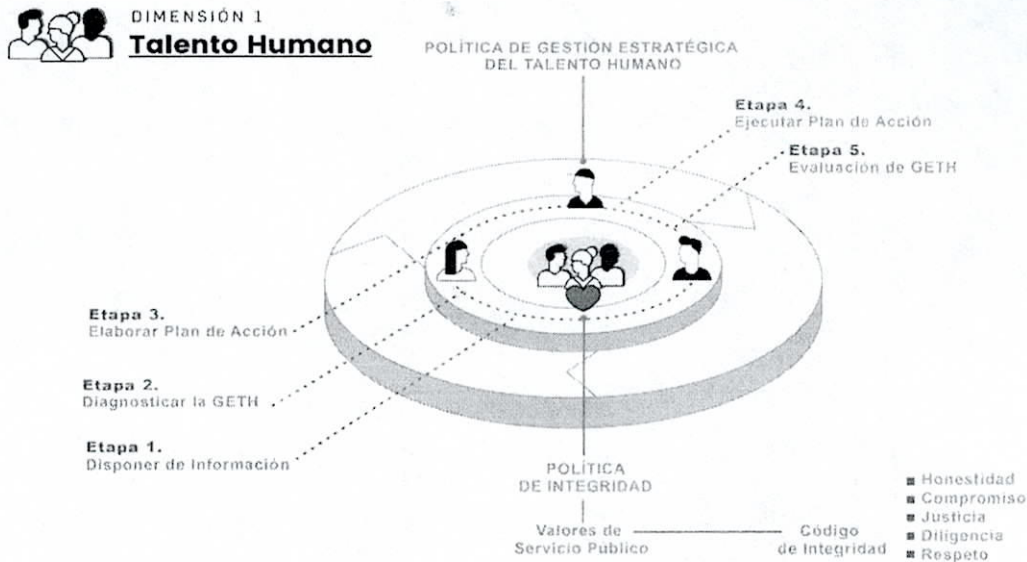 DIMENSIÓN 1
Talento Humano
POLÍTICA DE GESTIÓN ESTRATÉGICA
DEL TALENTO HUMANO
Etapa 4.
Ejecutar Plan de Acción
Etapa 5.
Evaluación de GETH
Etapa 3.
Elaborar Plan de Acción
Etapa 2.
Diagnosticar la GETH
Etapa 1.
Disponer de Información
POLÍTICA
DE INTEGRIDAD
Valores de
Servicio Público
Código
de Integridad
Honestidad
Compromiso
Justicia
Diligencia
Respeto